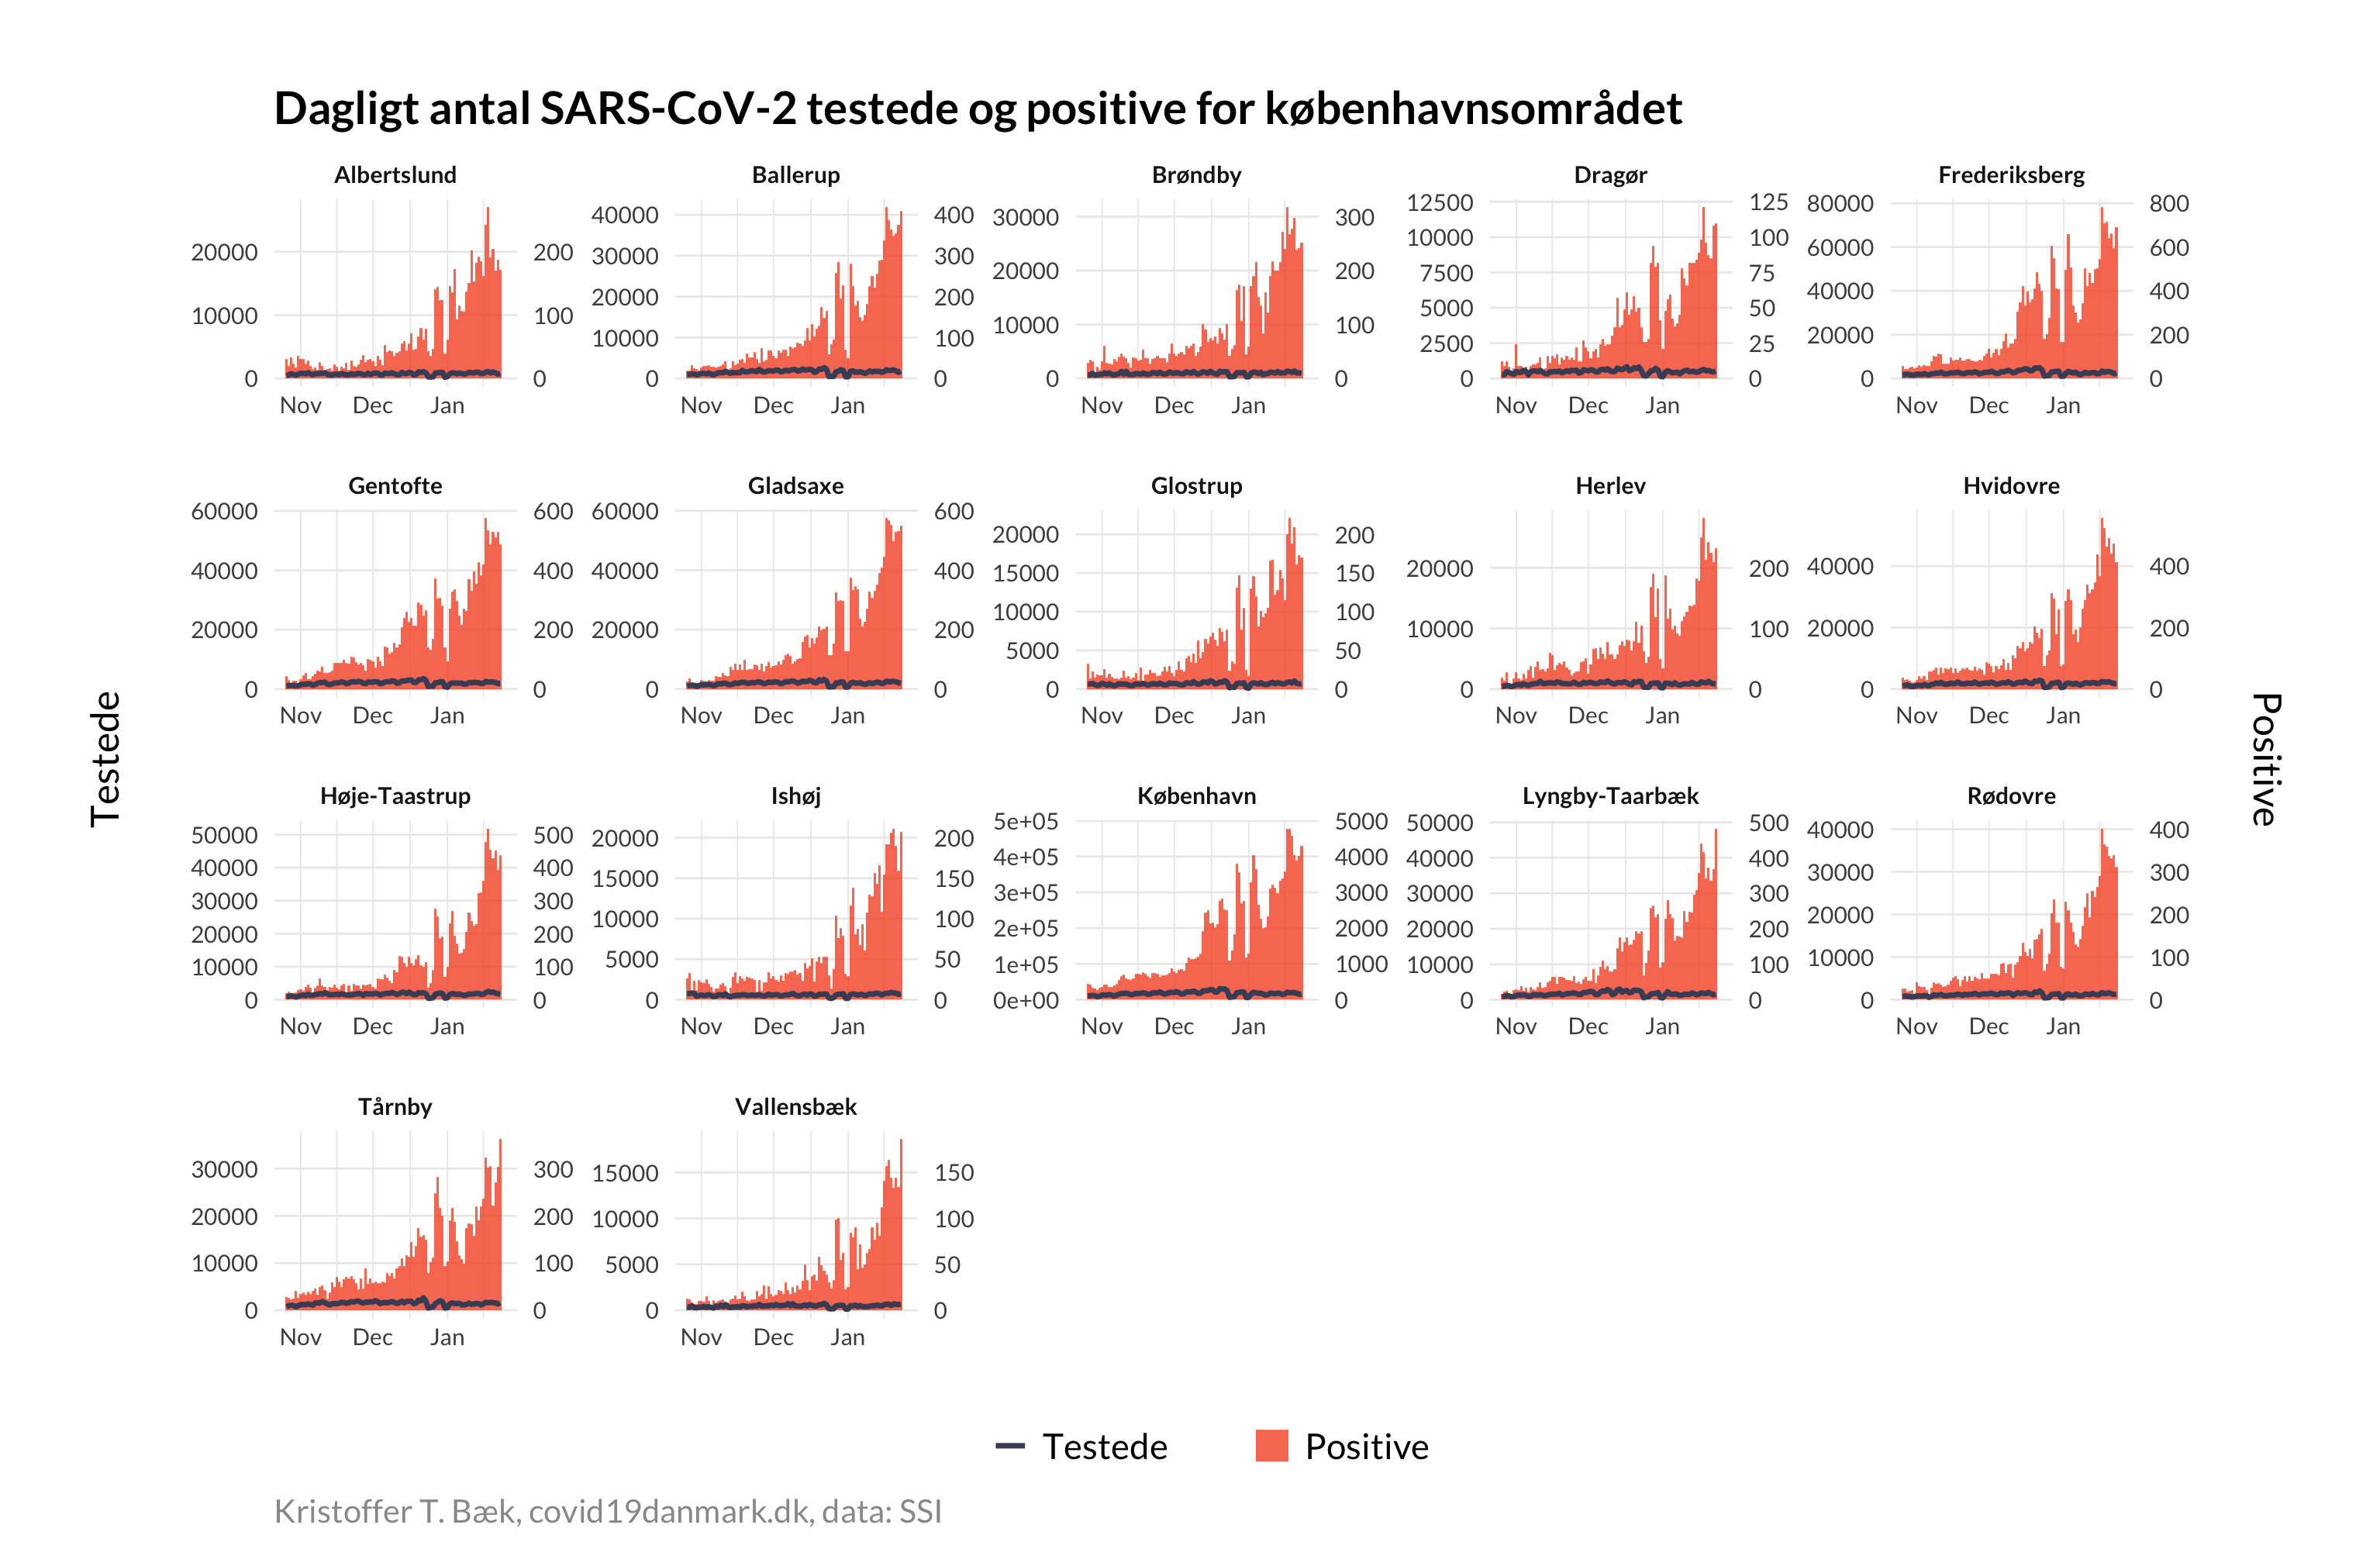 Dagligt antal SARS-CoV-2 testede og positive for københavnsområdet
Albertslund Ballerup Brøndby Dragør Frederiksberg
20000 10000 0
200 100 0
40000 30000 20000 10000 0
400 300 200 100 0
30000 20000 10000 0
300 200 100 0
12500 10000 7500 5000 2500 0
125 100 75 50 25 0
80000 60000 40000 20000 0
800 600 400 200 0
Nov Dec Jan Nov Dec Jan Nov Dec Jan Nov Dec Jan Nov Dec Jan
Gentofte Gladsaxe Glostrup Herlev Hvidovre
60000 40000 20000 0
600 400 200 0
60000 40000 20000 0
600 400 200 0
20000 15000 10000 5000 0
200 150 100 50 0
20000 10000 0
200 100 0
40000 20000 0
400 200 0
Nov Dec Jan Nov Dec Jan Nov Dec Jan Nov Dec Jan Nov Dec Jan
Testede
Positive
Høje-Taastrup Ishøj København Lyngby-Taarbæk Rødovre
50000 40000 30000 20000 10000 0
500 400 300 200 100 0
20000 15000 10000 5000 0
200 150 100 50 0
5e+05 4e+05 3e+05 2e+05 1e+05 0e+00
5000 4000 3000 2000 1000 0
50000 40000 30000 20000 10000 0
500 400 300 200 100 0
40000 30000 20000 10000 0
400 300 200 100 0
Nov Dec Jan Nov Dec Jan Nov Dec Jan Nov Dec Jan Nov Dec Jan
Tårnby Vallensbæk
30000 20000 10000 0
300 200 100 0
15000 10000 5000 0
150 100 50 0
Nov Dec Jan Nov Dec Jan
Testede Positive
Kristoffer T. Bæk, covid19danmark.dk, data: SSI